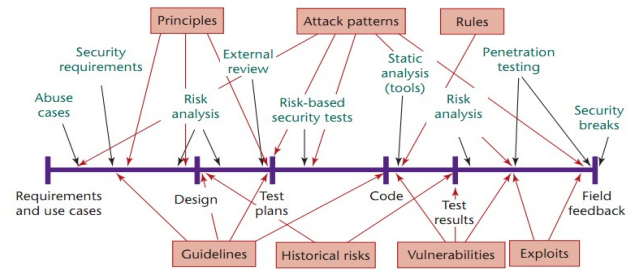 Principles
Attack patterns
Rules
Security
requirements
External
review
Static
analysis
(tools)
Penetration
testing
Abuse
cases
Risk
analysis
Risk-based
security tests
Risk
analysis
Security
breaks
Requirements
and use cases
Design
Test
plans
Code
Test
results
Field
feedback
Guidelines
Historical risks
Vulnerabilities
Exploits